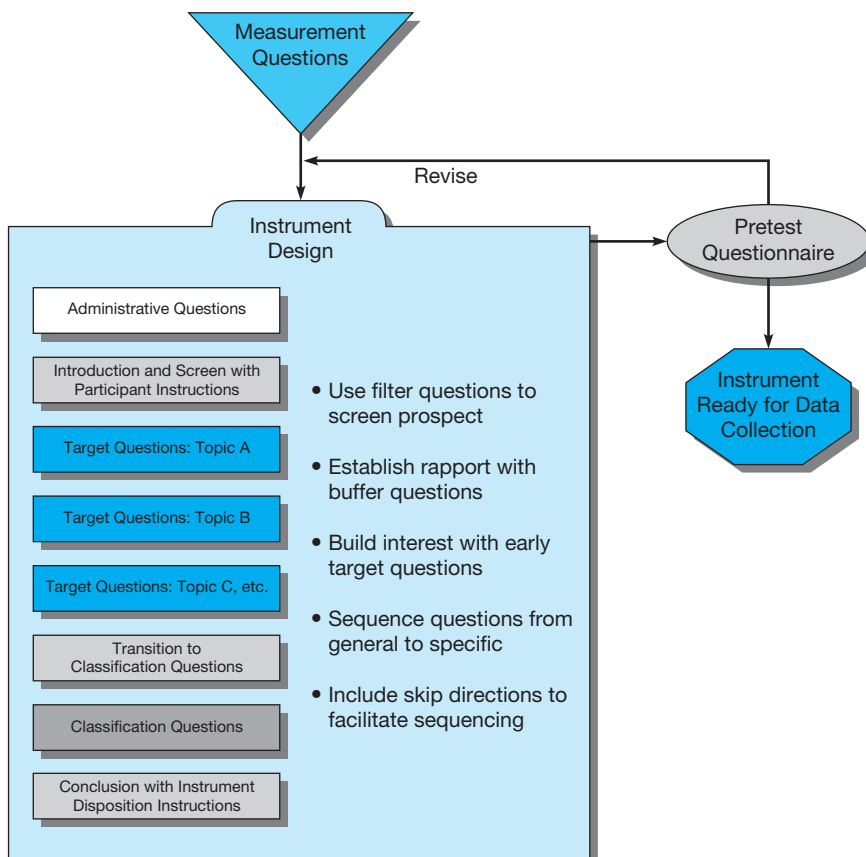 Measurement
Questions
Revise
Instrument
Design
Pretest
Questionnaire
Administrative Questions
Introduction and Screen with
Participant Instructions
Target Questions: Topic A
Target Questions: Topic B
Target Questions: Topic C, etc.
Transition to
Classification Questions
Classification Questions
Conclusion with Instrument
Disposition Instructions
• Use filter questions to
screen prospect
• Establish rapport with
buffer questions
• Build interest with early
target questions
• Sequence questions from
general to specific
• Include skip directions to
facilitate sequencing
Instrument
Ready for Data
Collection